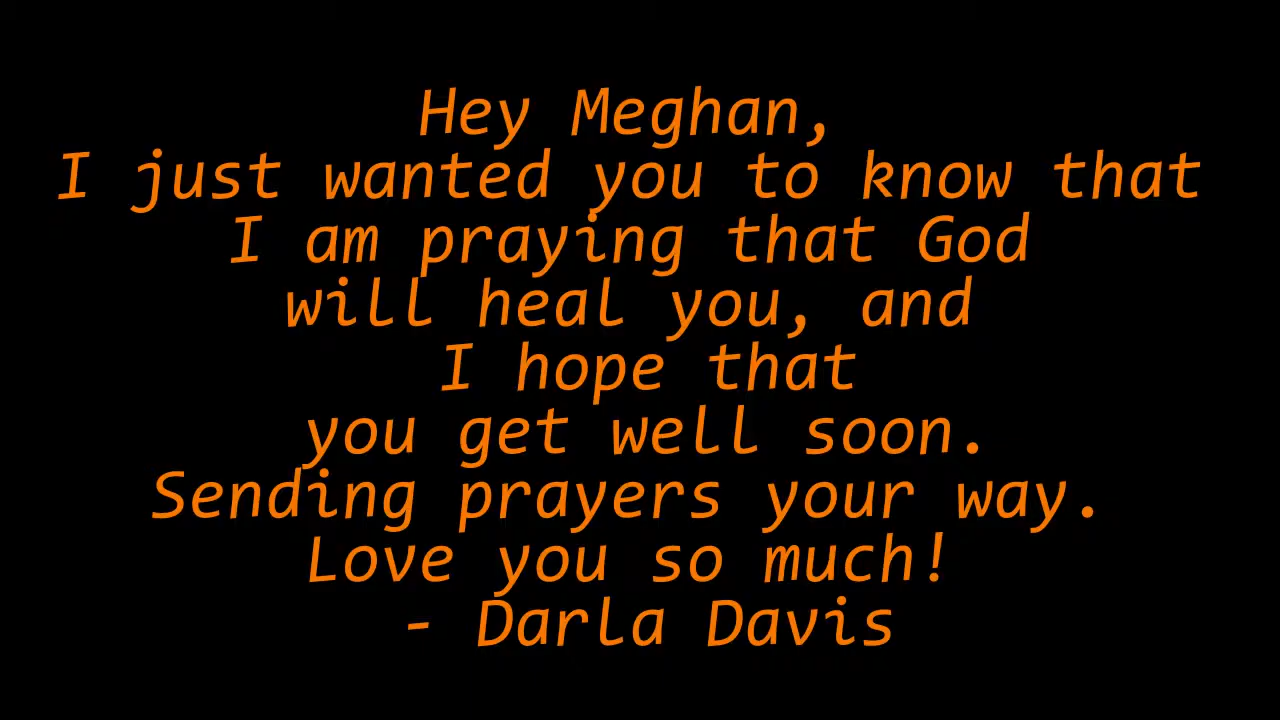 Hey Meghan,
I just wanted you to know that
I am praying that God
will heal you, and
I hope that
you get well soon.
Sending prayers your way.
Love you so much!
- Darla Davis